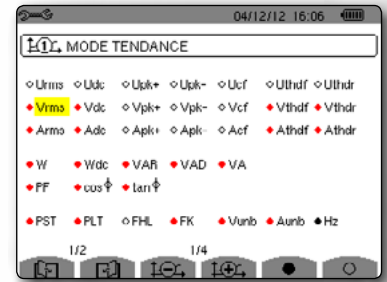 04/12/12 16:06
1 MODE TENDANCE
Urms Udc Upk+ Upk- Ucf Uthdf Uthdr
Vrms Vdc Vpk+ Vpk- Vcf Vthdf Vthdr
Arms Adc Apk+ Apk- Acf Athdf Athdr
W Wdc VAR VAD VA
PF cos ϕ tan ϕ
PST PLT FHL FK Vunb Aunb Hz
1/2 1/4